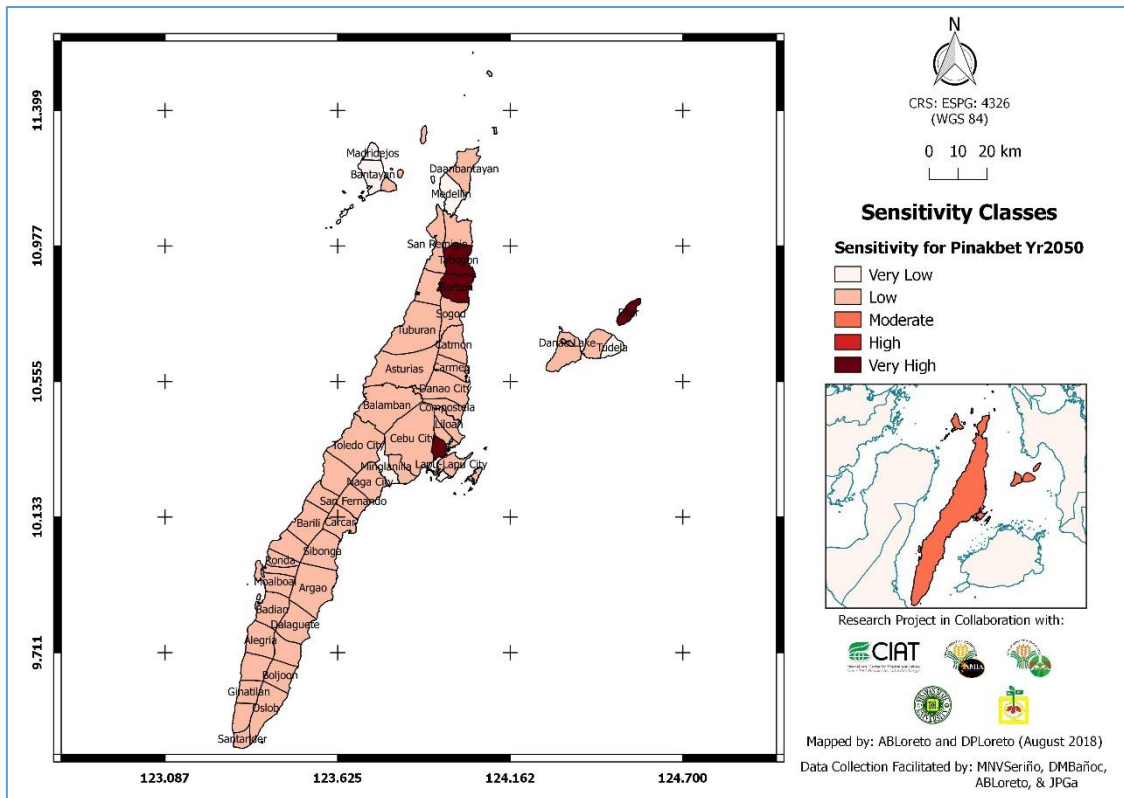 N
CRS: ESPG: 4326
(WGS 84)
0 10 20 km
Sensitivity Classes
Sensitivity for Pinakbet Yr2050
Very Low
Low
Moderate
High
Very High
11.399
10.977
10.555
10.133
9.711
123.087
123.625
124.162
124.700
Madridejos
Bantayan
Daanbantayan
Medellin
San Remigio
Tabogon
Borbon
Sogod
Tuburan
Catmon
Carmen
Asturias
Danao City
Balamban
Compostela
Liloan
Cebu City
Toledo City
Lapu-Lapu City
Minglanilla
Naga City
San Fernando
Barili
Carcar
Sibonga
Ronda
Moalboal
Argao
Badian
Dalaguete
Alegria
Boljoon
Ginatilan
Oslob
Santander
Danao Lake
Tudela
Research Project in Collaboration with:
CIAT
Mapped by: ABLoreto and DPLoreto (August 2018)
Data Collection Facilitated by: MNVSeriño, DMBañoc,
ABLoreto, & JPGa